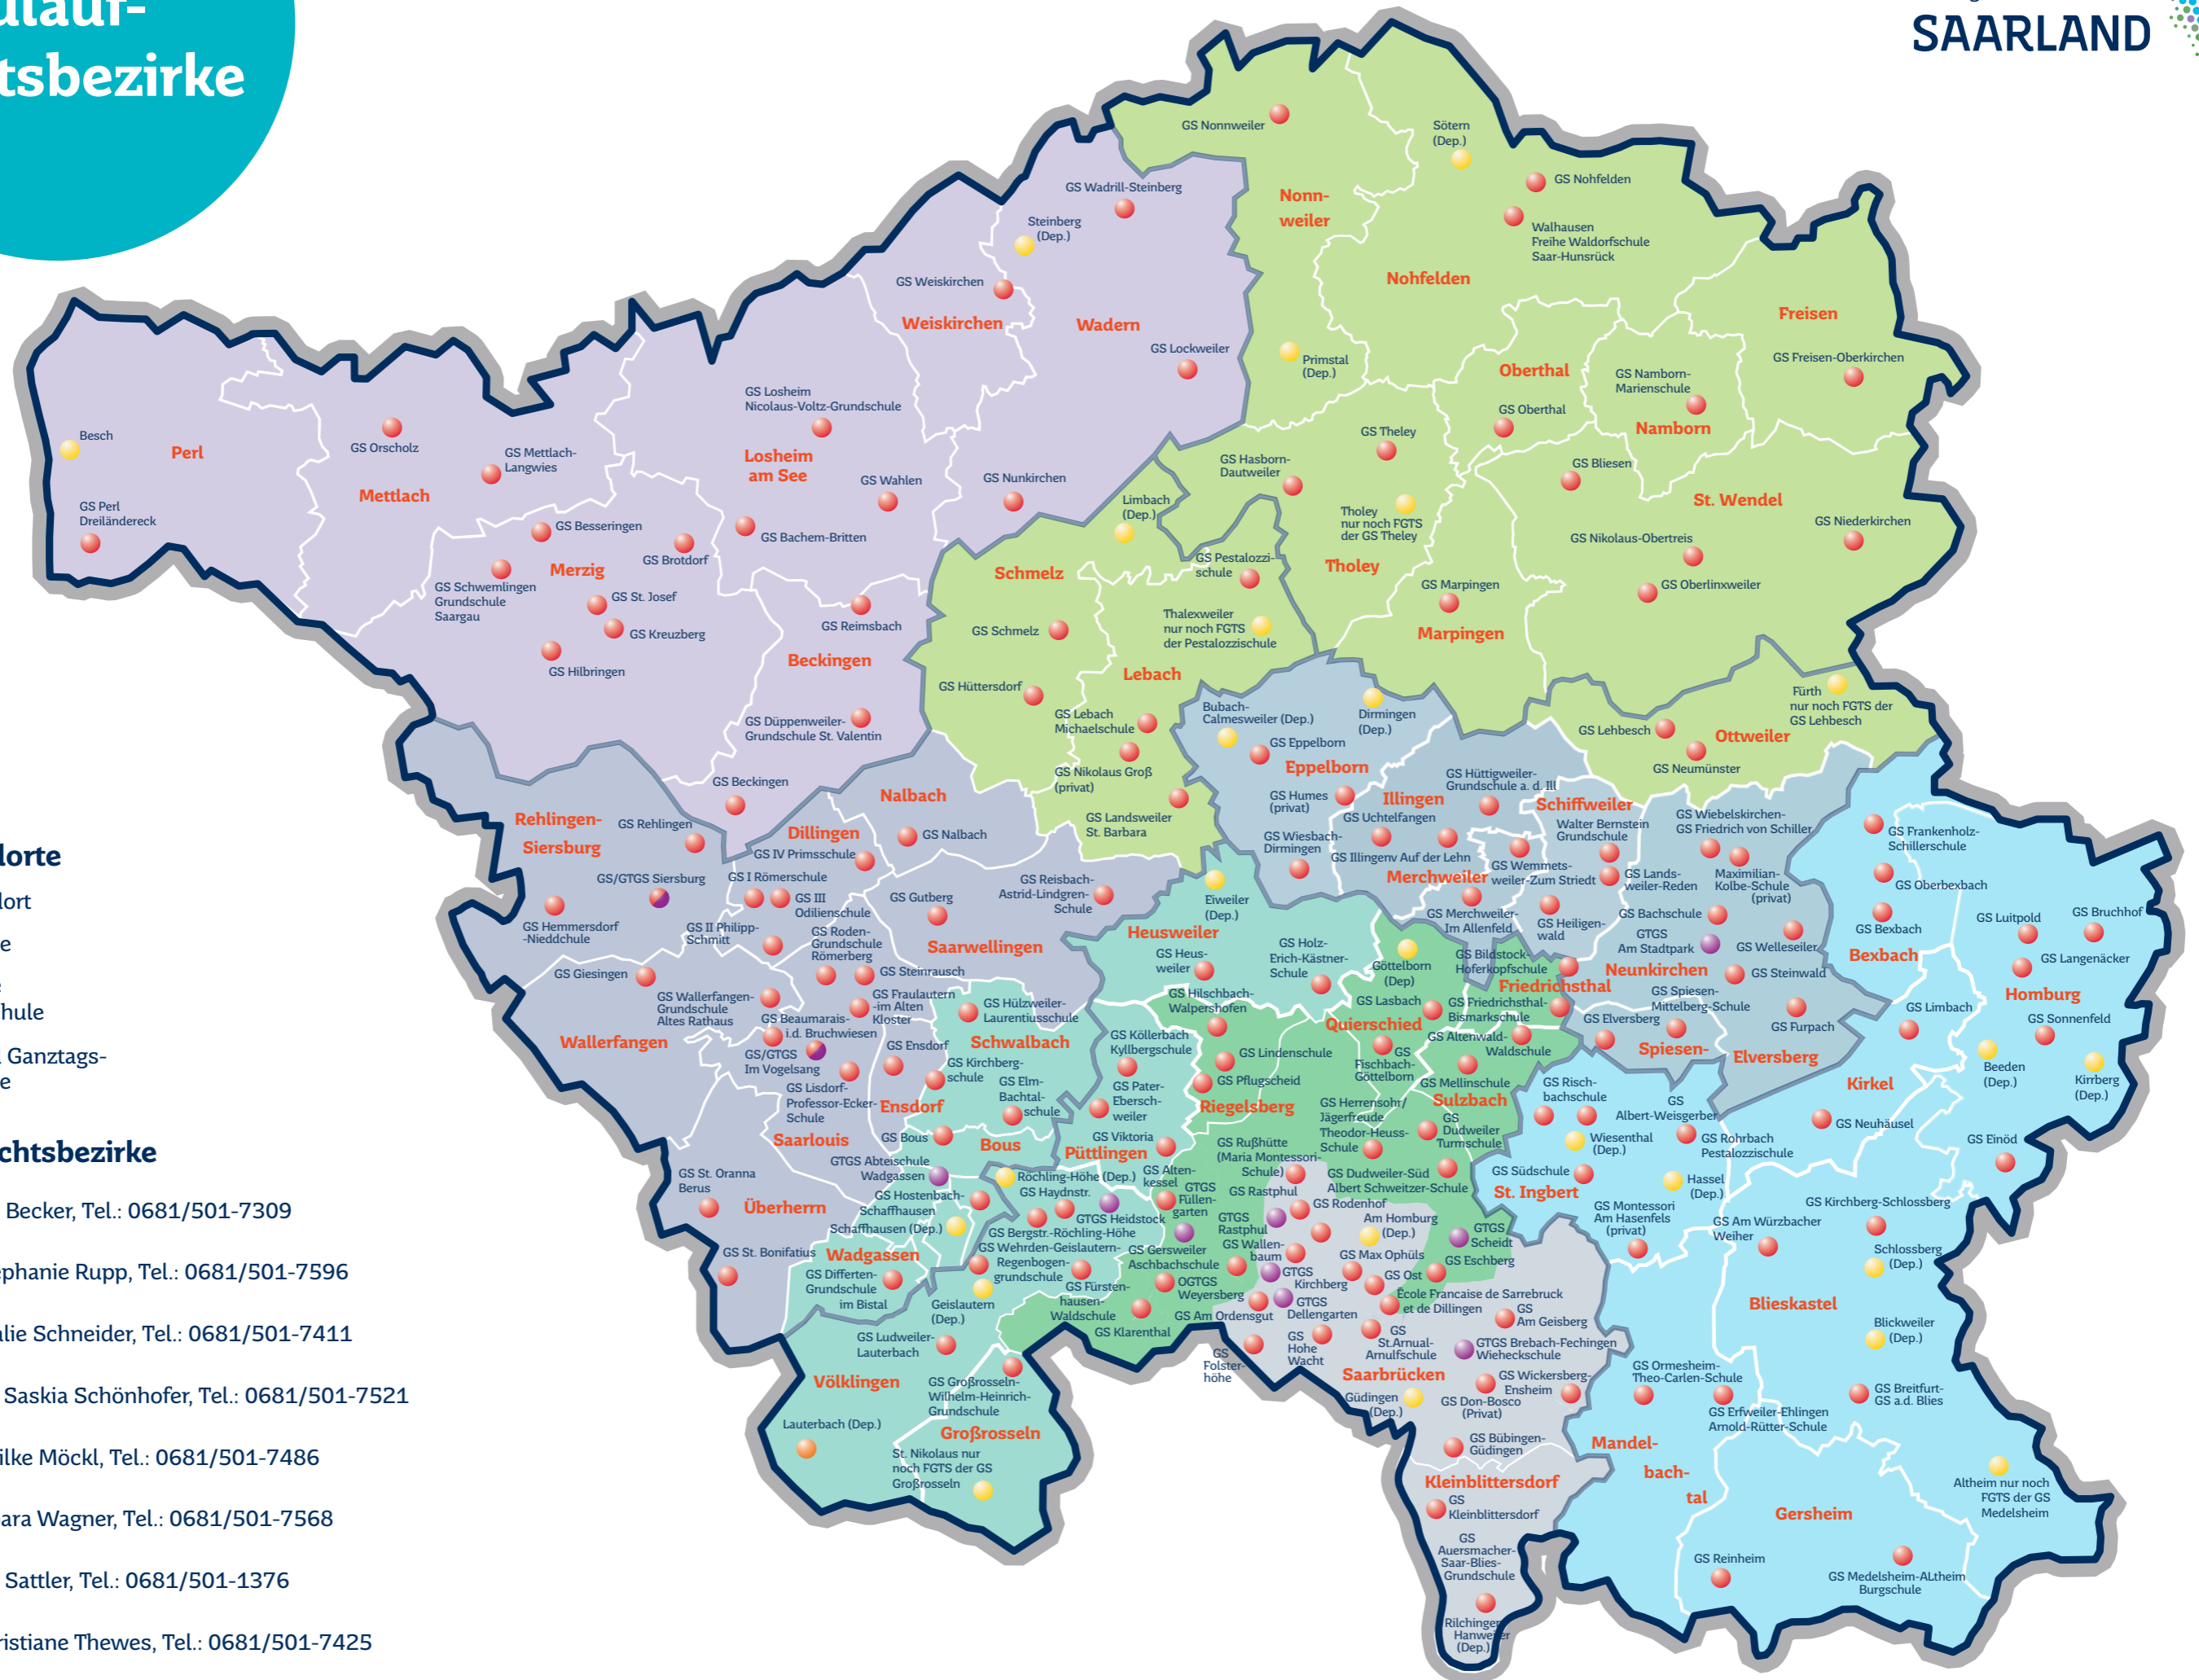 ulauf-
tsbezirke
SAARLAND
GS Nonnweiler
Sötern
(Dep.)
GS Nohfelden
Walhausen
Freihe Waldorfschule
Saar-Hunsrück
Nonn-
weiler
Nohfelden
Primstal
(Dep.)
Freisen
GS Freisen-Oberkirchen
Oberthal
GS Oberthal
GS Namborn-
Marienschule
Namborn
GS Wadrill-Steinberg
Steinberg
(Dep.)
GS Weiskirchen
Weiskirchen
Wadern
GS Lockweiler
GS Nunkirchen
GS Losheim
Nicolaus-Voltz-Grundschule
Losheim
am See
GS Wahlen
GS Bachem-Britten
Besch
Perl
GS Perl
Dreiländereck
GS Orscholz
GS Mettlach-
Langwies
Mettlach
GS Besseringen
GS Brotdorf
Merzig
GS Schwemlingen
Grundschule
Saargau
GS St. Josef
GS Kreuzberg
GS Hilbringen
GS Reimsbach
Beckingen
GS Düppenweiler-
Grundschule St. Valentin
GS Beckingen
GS Theley
GS Hasborn-
Dautweiler
Tholey
nur noch FGTS
der GS Theley
Tholey
GS Bliesen
St. Wendel
GS Niederkirchen
GS Nikolaus-Obertreis
GS Oberlinxweiler
GS Marpingen
Marpingen
Limbach
(Dep.)
Schmelz
GS Schmelz
GS Hüttersdorf
GS Pestalozzi-
schule
Thalexweiler
nur noch FGTS
der Pestalozzischule
Lebach
GS Lebach
Michaelschule
GS Nikolaus Groß
(privat)
GS Landsweiler
St. Barbara
Fürth
nur noch FGTS der
GS Lehbesch
GS Lehbesch
Ottweiler
GS Neumünster
Bubach-
Calmesweiler (Dep.)
Dirmingen
(Dep.)
GS Eppelborn
Eppelborn
GS Humes
(privat)
GS Wiesbach-
Dirmingen
GS Hüttigweiler-
Grundschule a. d. Ill
Illingen
GS Uchtelfangen
GS Illingenv Auf der Lehn
Schiffweiler
Walter Bernstein
Grundschule
GS Lands-
weiler-Reden
GS Heiligen-
wald
Merchweiler
GS Wemmets-
weiler-Zum Striedt
GS Merchweiler-
Im Allenfeld
GS Wiebelskirchen-
GS Friedrich von Schiller
Maximilian-
Kolbe-Schule
(privat)
GS Bachschule
GTGS
Am Stadtpark
GS Welleseiler
Neunkirchen
GS Steinwald
GS Furpach
GS Spiesen-
Mittelberg-Schule
GS Elversberg
Spiesen-
Elversberg
GS Frankenholz-
Schillerschule
GS Oberbexbach
GS Bexbach
Bexbach
GS Luitpold
GS Bruchhof
GS Langenäcker
Homburg
GS Sonnenfeld
Beeden
(Dep.)
Kirrberg
(Dep.)
GS Einöd
GS Limbach
Kirkel
GS Neuhäusel
Rehlingen-
Siersburg
GS Rehlingen
GS/GTGS Siersburg
GS Hemmersdorf
-Nieddchule
Nalbach
GS Nalbach
Dillingen
GS IV Primsschule
GS I Römerschule
GS III
Odilienschule
GS II Philipp-
Schmitt
GS Gutberg
GS Reisbach-
Astrid-Lindgren-
Schule
Saarwellingen
GS Giesingen
GS Wallerfangen-
Grundschule
Altes Rathaus
Wallerfangen
GS Roden-
Grundschule
Römerberg
GS Steinrausch
GS Fraulautern
-im Alten
Kloster
GS Beaumarais-
i.d. Bruchwiesen
GS/GTGS
Im Vogelsang
GS Lisdorf-
Professor-Ecker-
Schule
Saarlouis
GS Ensdorf
Ensdorf
GS Hülzweiler-
Laurentiusschule
Schwalbach
GS Kirchberg-
schule
GS Elm-
Bachtal-
schule
GS Bous
Bous
GS St. Oranna
Berus
Überherrn
GS St. Bonifatius
GTGS Abteischule
Wadgassen
GS Hostenbach-
Schaffhausen
Schaffhausen (Dep.)
Wadgassen
GS Differten-
Grundschule
im Bistal
Eiweiler
(Dep.)
Heusweiler
GS Heus-
weiler
GS Holz-
Erich-Kästner-
Schule
GS Hilschbach-
Walpershofen
GS Lindenschule
GS Pflugscheid
Riegelsberg
GS Köllerbach
Kyllbergschule
GS Pater-
Ebersch-
weiler
GS Viktoria
Püttlingen
Göttelborn
(Dep)
GS Lasbach
Quierschied
GS
Fischbach-
Göttelborn
GS Bildstock-
Hoferkopfschule
Friedrichsthal
GS Friedrichsthal-
Bismarkschule
GS Altenwald-
Waldschule
GS Mellinschule
Sulzbach
Röchling-Höhe (Dep.)
GS Haydnstr.
GTGS Heidstock
GS Bergstr.-Röchling-Höhe
GS Wehrden-Geislautern-
Regenbogen-
grundschule
Geislautern
(Dep.)
GS Fürsten-
hausen-
Waldschule
GS Ludweiler-
Lauterbach
Völklingen
Lauterbach (Dep.)
GS Großrosseln-
Wilhelm-Heinrich-
Grundschule
Großrosseln
St. Nikolaus nur
noch FGTS der GS
Großrosseln
GS Alten-
kessel
GTGS
Füllen-
garten
GS Gersweiler
Aschbachschule
OGTGS
Weyersberg
GS Klarenthal
GS Herrensohr/
Jägerfreude
Theodor-Heuss-
Schule
GS
Dudweiler
Turmschule
GS Dudweiler-Süd
Albert Schweitzer-Schule
GS Rußhütte
(Maria Montessori-
Schule)
GS Rastphul
GTGS
Rastphul
GS Rodenhof
GS Wallen-
baum
Am Homburg
(Dep.)
GTGS
Scheidt
GS Max Ophüls
GS Eschberg
GTGS
Kirchberg
GS Ost
GTGS
Dellengarten
GS Am Ordensgut
École Francaise de Sarrebruck
et de Dillingen
GS
Am Geisberg
GS
Folster-
höhe
GS
Hohe
Wacht
GS
St.Arnual-
Arnulfschule
GTGS Brebach-Fechingen
Wieheckschule
Saarbrücken
Güdingen
(Dep.)
GS Don-Bosco
(Privat)
GS Wickersberg-
Ensheim
GS Bübingen-
Güdingen
Kleinblittersdorf
GS
Kleinblittersdorf
GS
Auersmacher-
Saar-Blies-
Grundschule
Rilchingen
Hanweiler
(Dep.)
GS Risch-
bachschule
GS
Albert-Weisgerber
Wiesenthal
(Dep.)
GS Rohrbach
Pestalozzischule
GS Südschule
St. Ingbert
Hassel
(Dep.)
GS Montessori
Am Hasenfels
(privat)
GS Am Würzbacher
Weiher
GS Kirchberg-Schlossberg
Schlossberg
(Dep.)
Blieskastel
Blickweiler
(Dep.)
GS Breitfurt-
GS a.d. Blies
GS Ormesheim-
Theo-Carlen-Schule
GS Erfweiler-Ehlingen
Arnold-Rütter-Schule
Mandel-
bach-
tal
Gersheim
Altheim nur noch
FGTS der GS
Medelsheim
GS Reinheim
GS Medelsheim-ALtheim
Burgschule
lorte
lort
e
e
hule
l Ganztags-
e
chtsbezirke
Becker, Tel.: 0681/501-7309
phanie Rupp, Tel.: 0681/501-7596
alie Schneider, Tel.: 0681/501-7411
Saskia Schönhofer, Tel.: 0681/501-7521
ilke Möckl, Tel.: 0681/501-7486
ara Wagner, Tel.: 0681/501-7568
Sattler, Tel.: 0681/501-1376
ristiane Thewes, Tel.: 0681/501-7425